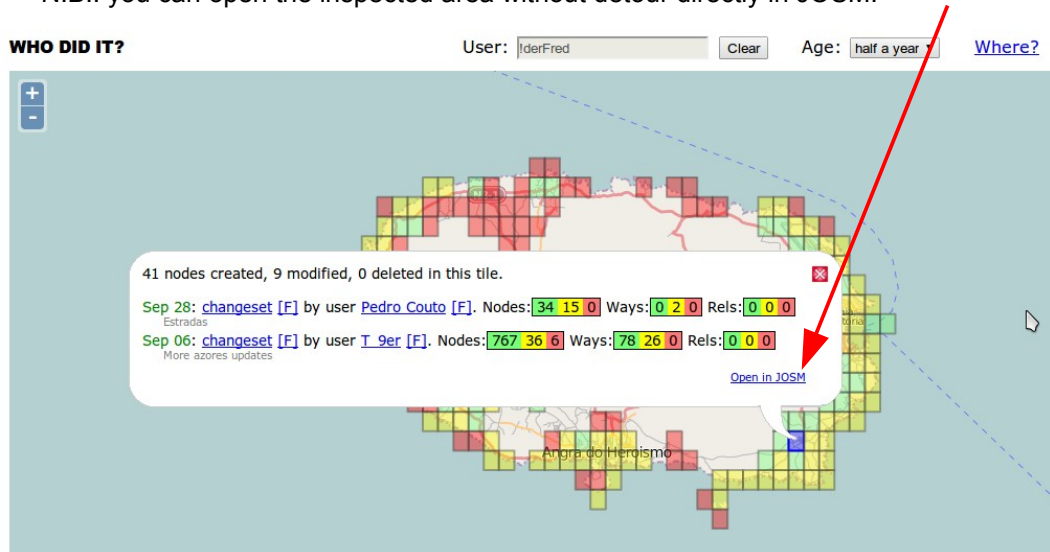 N.B.: you can open the inspected area without detour directly in JOSM.
WHO DID IT? User: !derFred Clear Age: half a year Where?
+
-
41 nodes created, 9 modified, 0 deleted in this tile.
Sep 28: changeset [F] by user Pedro Couto [F]. Nodes: 34 15 0 Ways: 0 2 0 Rels: 0 0 0
Estradas
Sep 06: changeset [F] by user T_9er [F]. Nodes: 767 36 6 Ways: 78 26 0 Rels: 0 0 0
More azores updates
Open in JOSM
Angra do Heroísmo